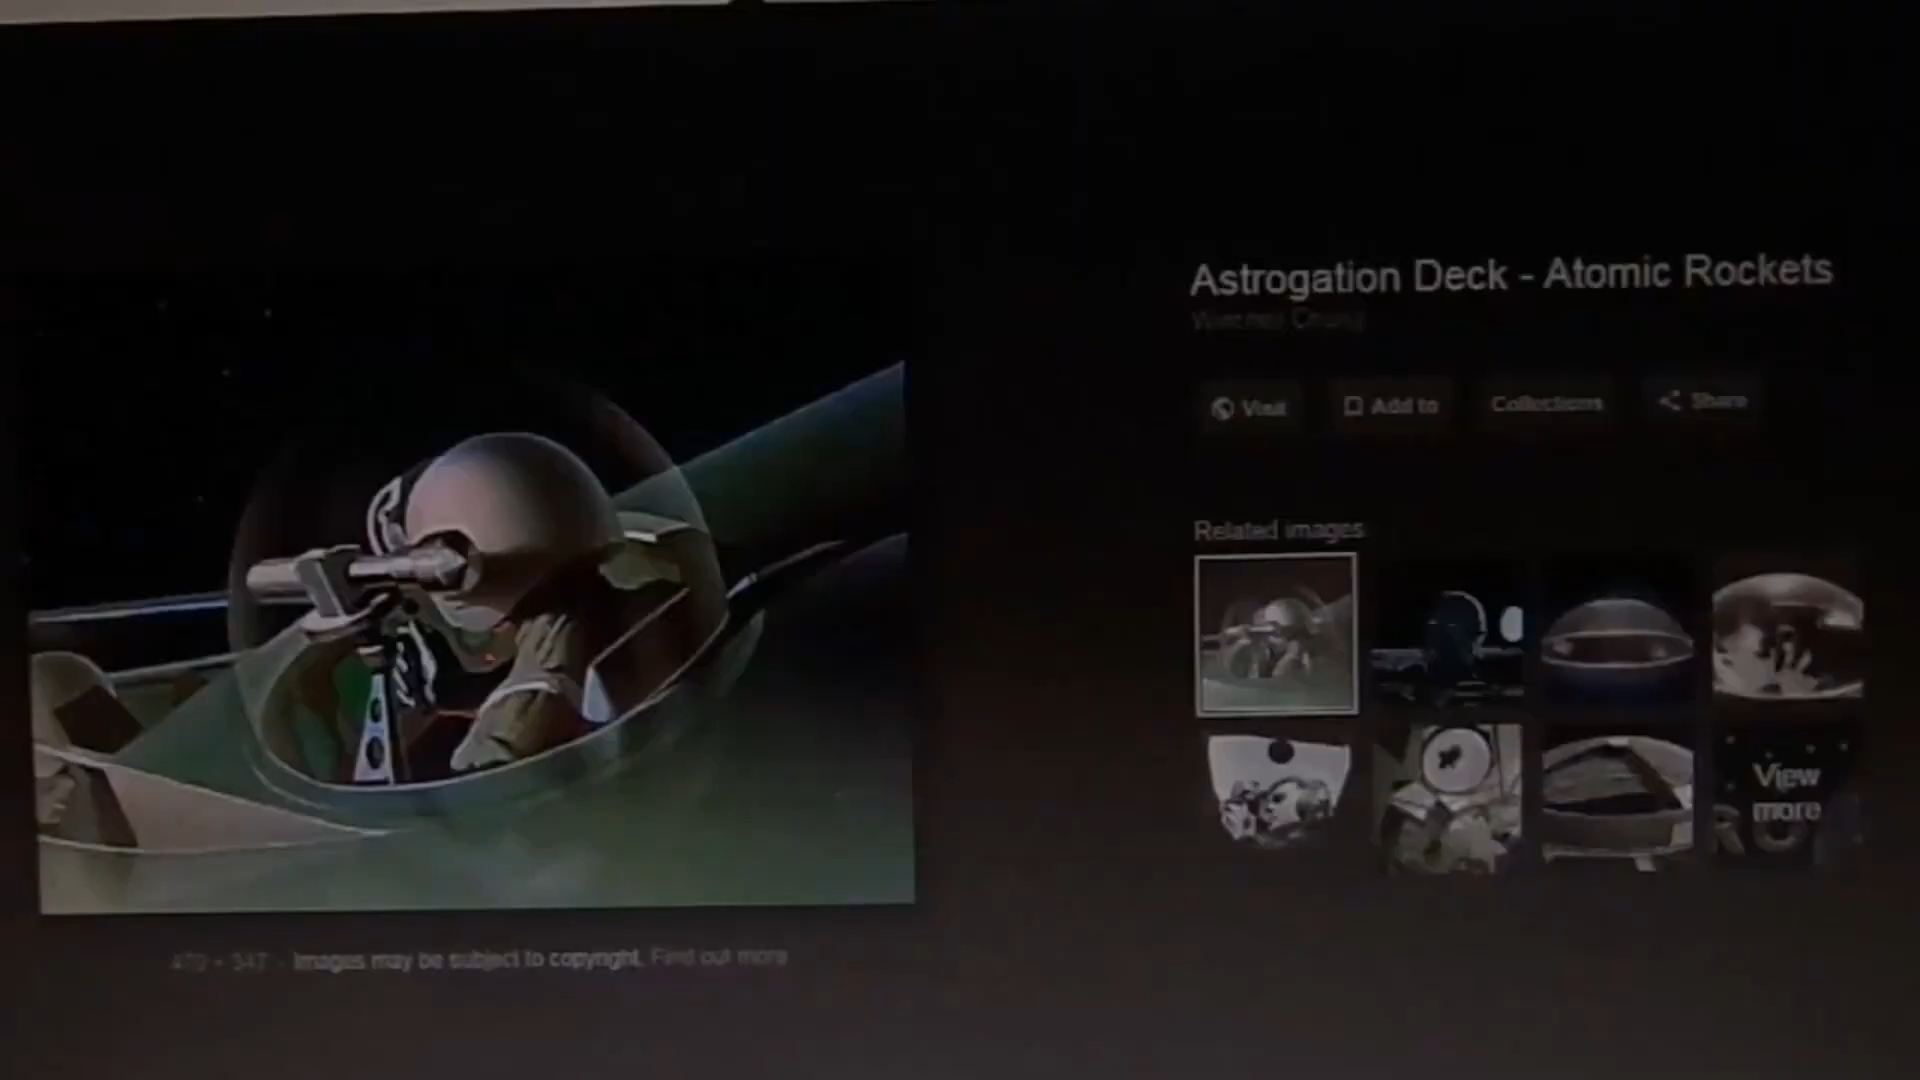 Astrogation Deck - Atomic Rockets
Visit
Add to
Collections
Share
Related images
View
more
Images may be subject to copyright. Find out more